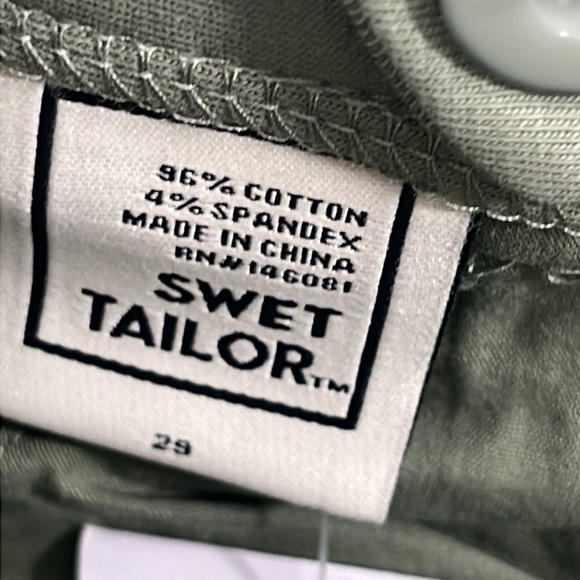 96% COTTON
4% SPANDEX
MADE IN CHINA
RN#146081
SWET
TAILOR™
29